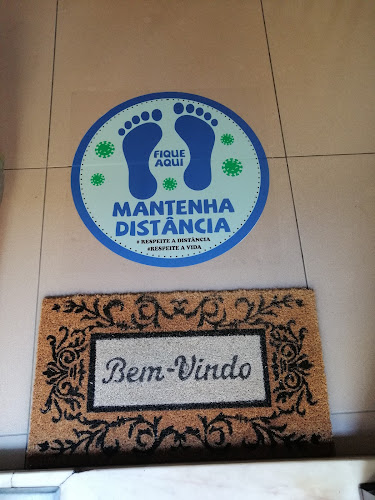 FIQUE
AQUI
MANTENHA
DISTÂNCIA
# RESPEITE A DISTÂNCIA
#RESPEITE A VIDA
Bem-Vindo